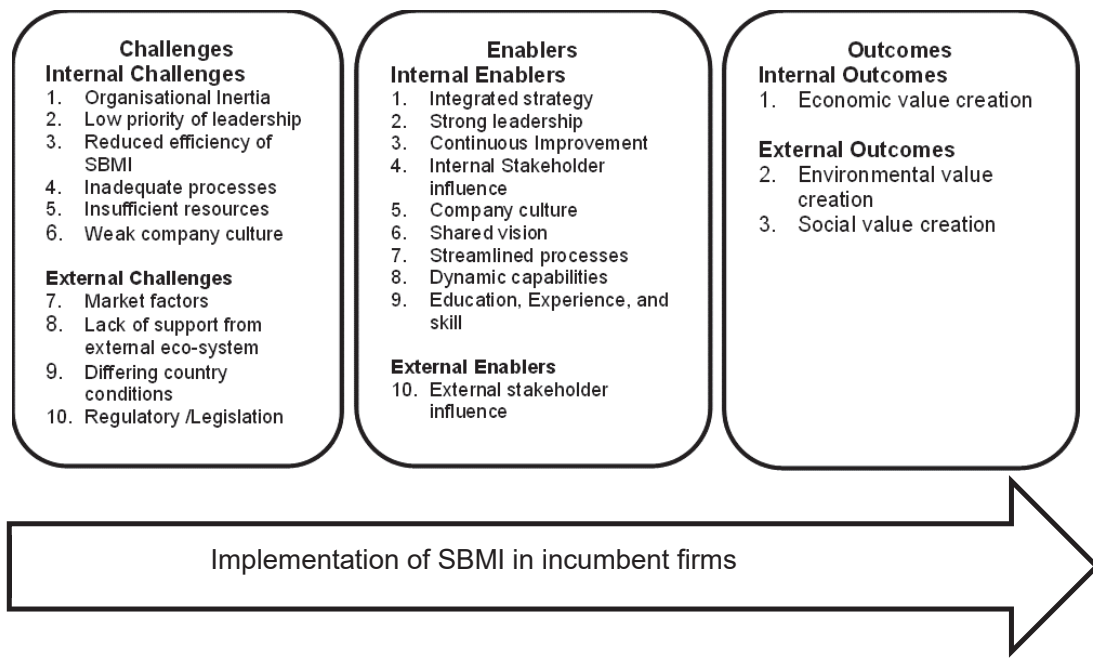 Challenges
Internal Challenges
1. Organisational Inertia
2. Low priority of leadership
3. Reduced efficiency of
SBMI
4. Inadequate processes
5. Insufficient resources
6. Weak company culture
External Challenges
7. Market factors
8. Lack of support from
external eco-system
9. Differing country
conditions
10. Regulatory /Legislation
Enablers
Internal Enablers
1. Integrated strategy
2. Strong leadership
3. Continuous Improvement
4. Internal Stakeholder
influence
5. Company culture
6. Shared vision
7. Streamlined processes
8. Dynamic capabilities
9. Education, Experience, and
skill
External Enablers
10. External stakeholder
influence
Outcomes
Internal Outcomes
1. Economic value creation
External Outcomes
2. Environmental value
creation
3. Social value creation
Implementation of SBMI in incumbent firms